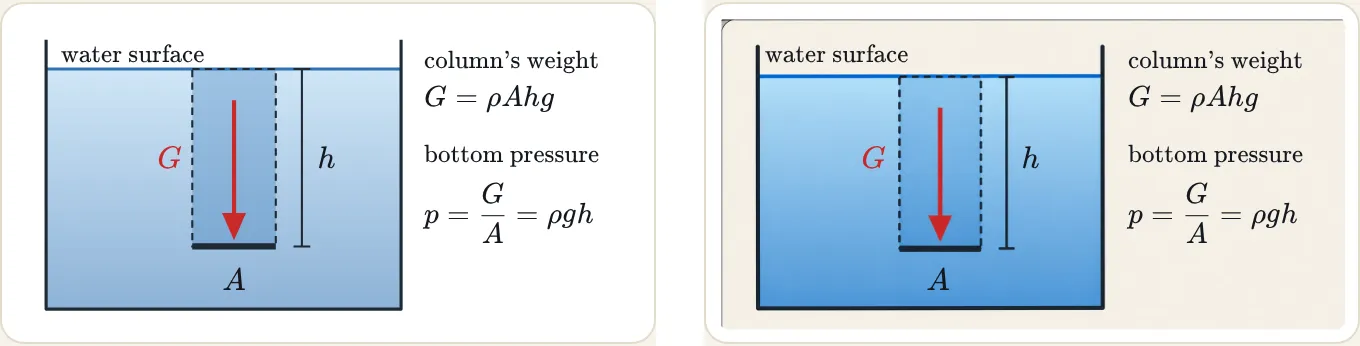 water surface
G
h
A
column's weight
G = ρAhg
bottom pressure
p = G/A = ρgh
water surface
G
h
A
column's weight
G = ρAhg
bottom pressure
p = G/A = ρgh